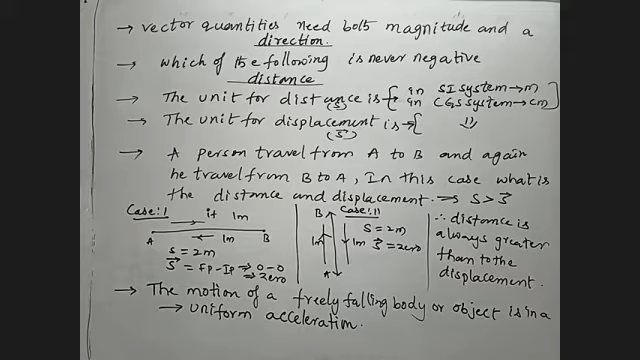 → vector quantities need both magnitude and a
direction.
→ which of the following is never negative
distance
→ The unit for distance is { in SI system → m
(S) in CGS system → cm }
→ The unit for displacement is → { "
(S⃗)
→ A person travel from A to B and again
he travel from B to A, In this case what is
the distance and displacement. → S > S⃗
Case:I
it 1m
A B
1m
S = 2m
S⃗ = FP - IP ⇒ 0 - 0
⇒ zero
Case:II
B
S = 2m
1m 1m S⃗ = zero
A
∴ distance is
always greater
than to the
displacement.
→ The motion of a freely falling body or object is in a
→ uniform acceleration.